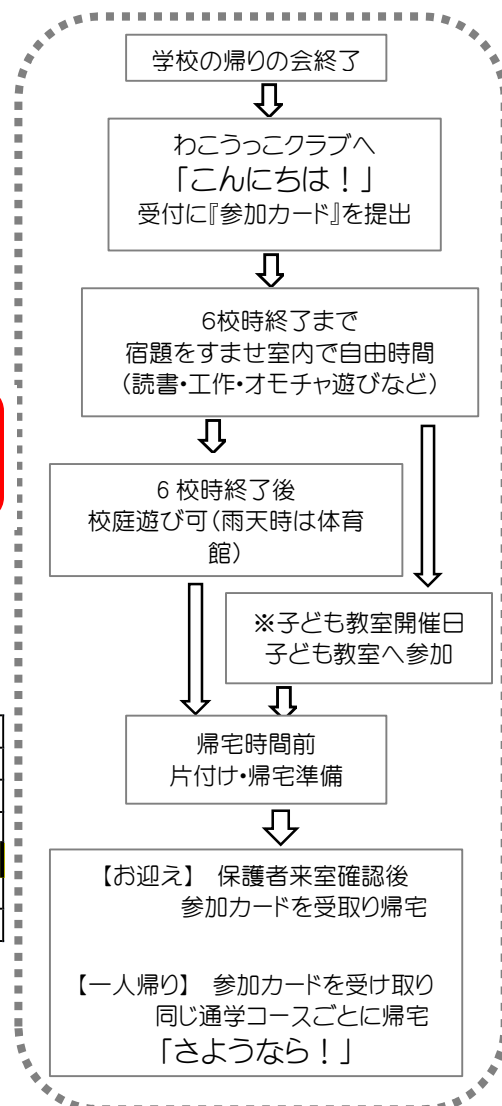 学校の帰りの会終了
わこうっこクラブへ
「こんにちは！」
受付に『参加カード』を提出
6校時終了まで
宿題をすませ室内で自由時間
（読書・工作・オモチャ遊びなど）
6 校時終了後
校庭遊び可（雨天時は体育
館）
※子ども教室開催日
子ども教室へ参加
帰宅時間前
片付け・帰宅準備
【お迎え】 保護者来室確認後
参加カードを受取り帰宅
【一人帰り】 参加カードを受け取り
同じ通学コースごとに帰宅
「さようなら！」